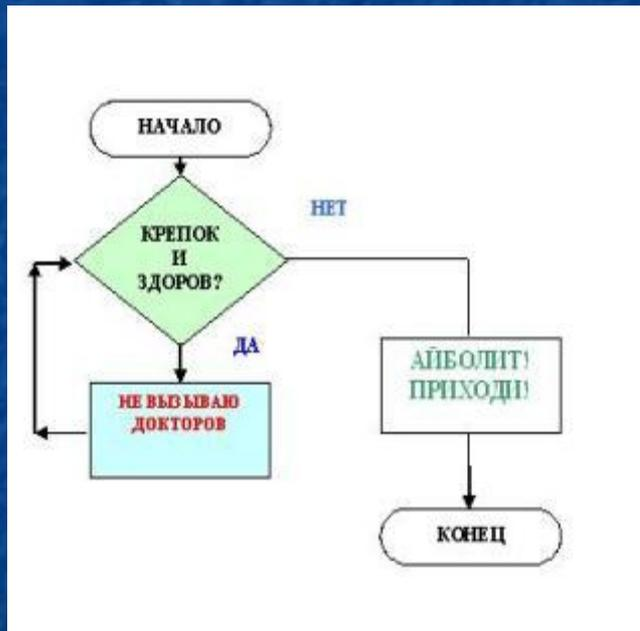 НАЧАЛО
НЕТ
КРЕПОК
И
ЗДОРОВ?
ДА
АЙБОЛИТ!
ПРИХОДИ!
НЕ ВЫЗЫВАЮ
ДОКТОРОВ
КОНЕЦ